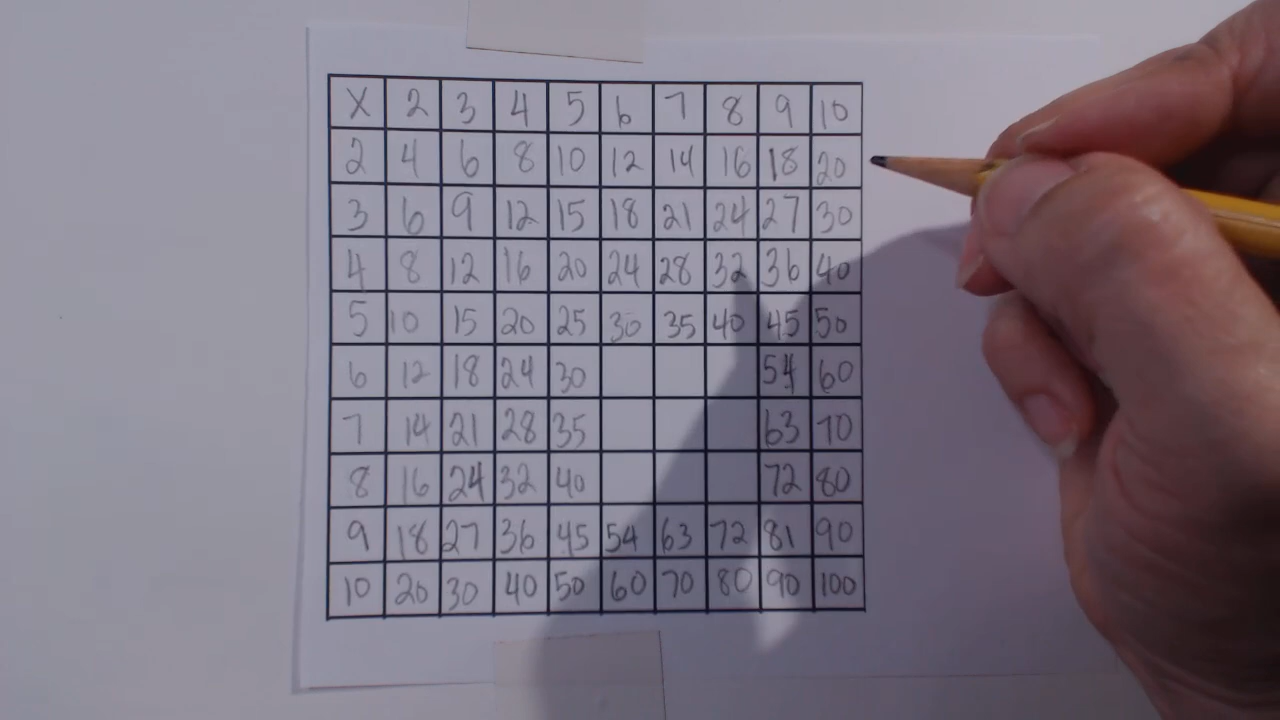 X 2 3 4 5 6 7 8 9 10
2 4 6 8 10 12 14 16 18 20
3 6 9 12 15 18 21 24 27 30
4 8 12 16 20 24 28 32 36 40
5 10 15 20 25 30 35 40 45 50
6 12 18 24 30 54 60
7 14 21 28 35 63 70
8 16 24 32 40 72 80
9 18 27 36 45 54 63 72 81 90
10 20 30 40 50 60 70 80 90 100